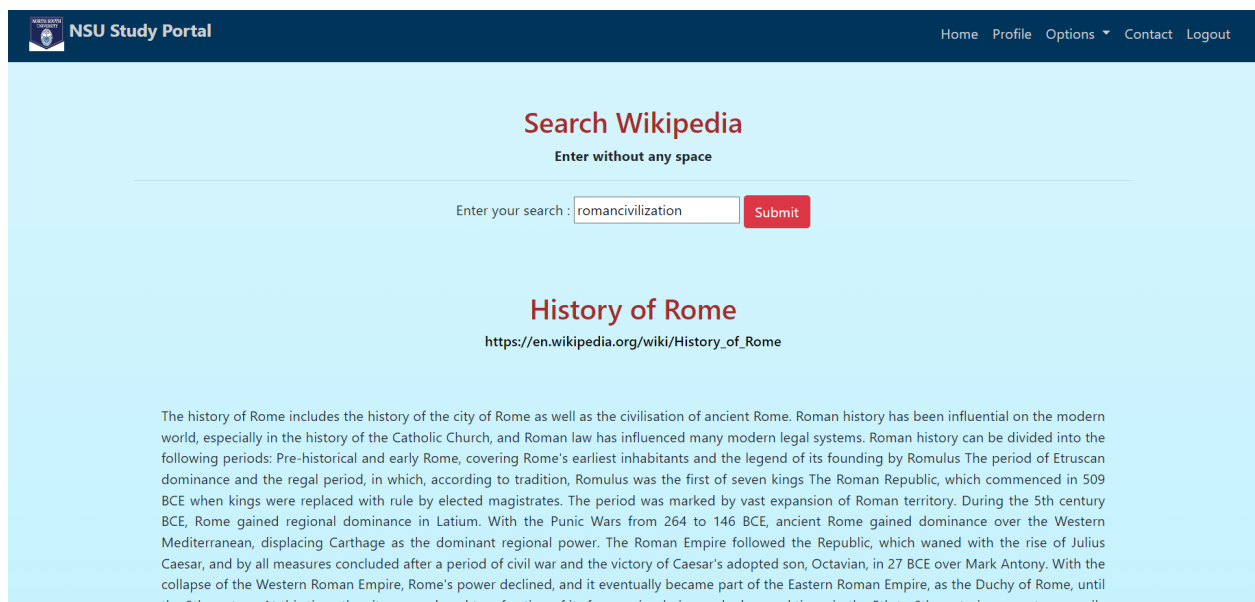 NORTH SOUTH
UNIVERSITY
NSU Study Portal
Home Profile Options Contact Logout
Search Wikipedia
Enter without any space
Enter your search : romancivilization Submit
History of Rome
https://en.wikipedia.org/wiki/History_of_Rome
The history of Rome includes the history of the city of Rome as well as the civilisation of ancient Rome. Roman history has been influential on the modern
world, especially in the history of the Catholic Church, and Roman law has influenced many modern legal systems. Roman history can be divided into the
following periods: Pre-historical and early Rome, covering Rome's earliest inhabitants and the legend of its founding by Romulus The period of Etruscan
dominance and the regal period, in which, according to tradition, Romulus was the first of seven kings The Roman Republic, which commenced in 509
BCE when kings were replaced with rule by elected magistrates. The period was marked by vast expansion of Roman territory. During the 5th century
BCE, Rome gained regional dominance in Latium. With the Punic Wars from 264 to 146 BCE, ancient Rome gained dominance over the Western
Mediterranean, displacing Carthage as the dominant regional power. The Roman Empire followed the Republic, which waned with the rise of Julius
Caesar, and by all measures concluded after a period of civil war and the victory of Caesar's adopted son, Octavian, in 27 BCE over Mark Antony. With the
collapse of the Western Roman Empire, Rome's power declined, and it eventually became part of the Eastern Roman Empire, as the Duchy of Rome, until